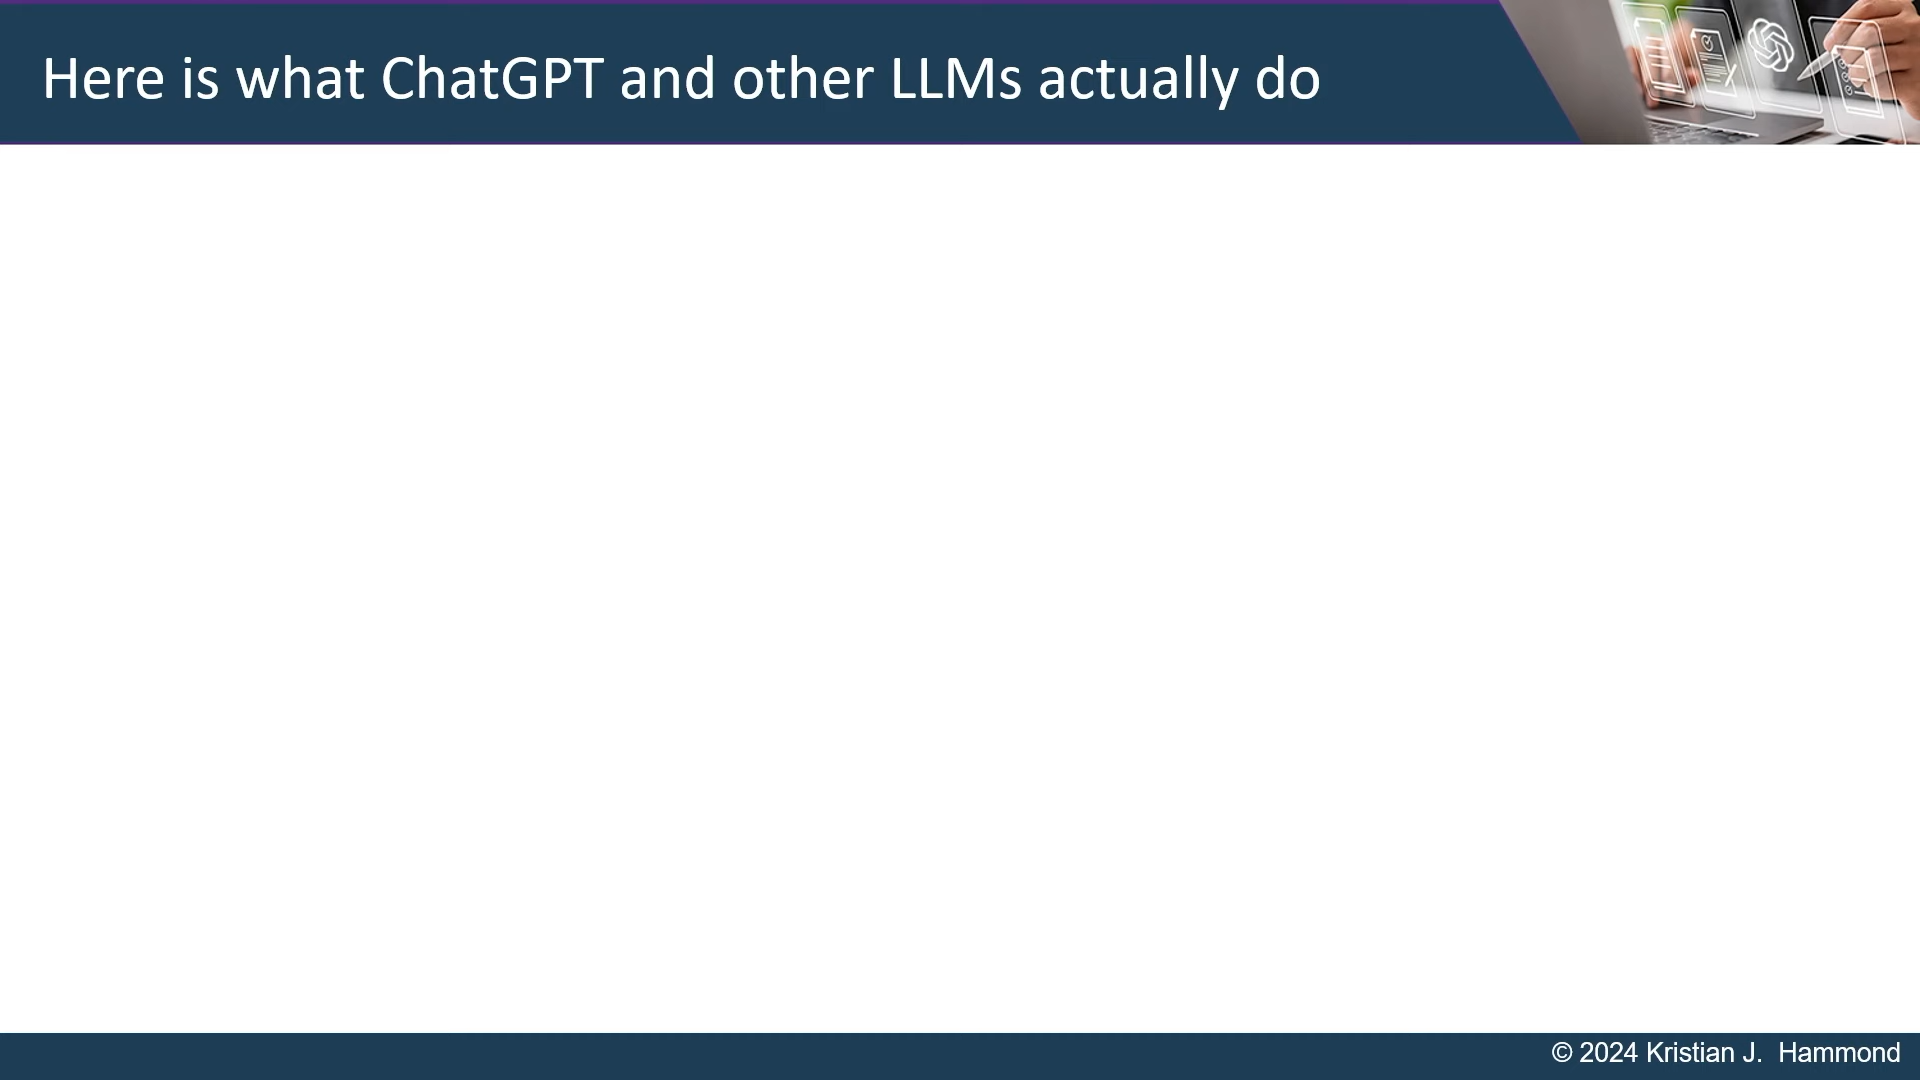 Here is what ChatGPT and other LLMs actually do
© 2024 Kristian J.  Hammond